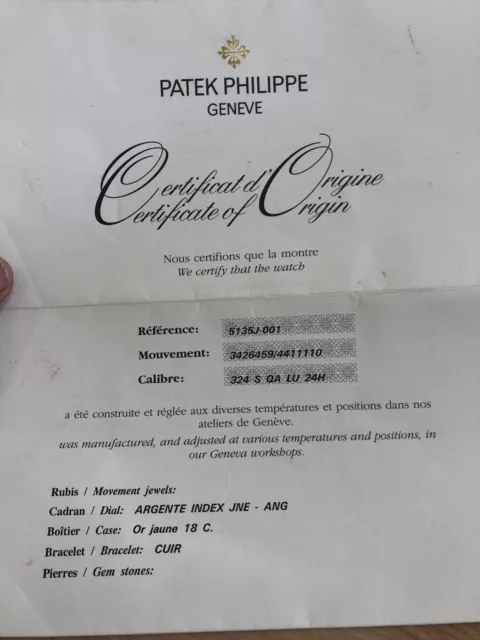 PATEK PHILIPPE
GENEVE
Certificat d'Origine
Certificate of Origin
Nous certifions que la montre
We certify that the watch
Référence: 5135J-001
Mouvement: 3426459/4411110
Calibre: 324 S QA LU 24H
a été construite et réglée aux diverses températures et positions dans nos
ateliers de Genève.
was manufactured, and adjusted at various temperatures and positions, in
our Geneva workshops.
Rubis / Movement jewels:
Cadran / Dial: ARGENTE INDEX JNE - ANG
Boîtier / Case: Or jaune 18 C.
Bracelet / Bracelet: CUIR
Pierres / Gem stones: